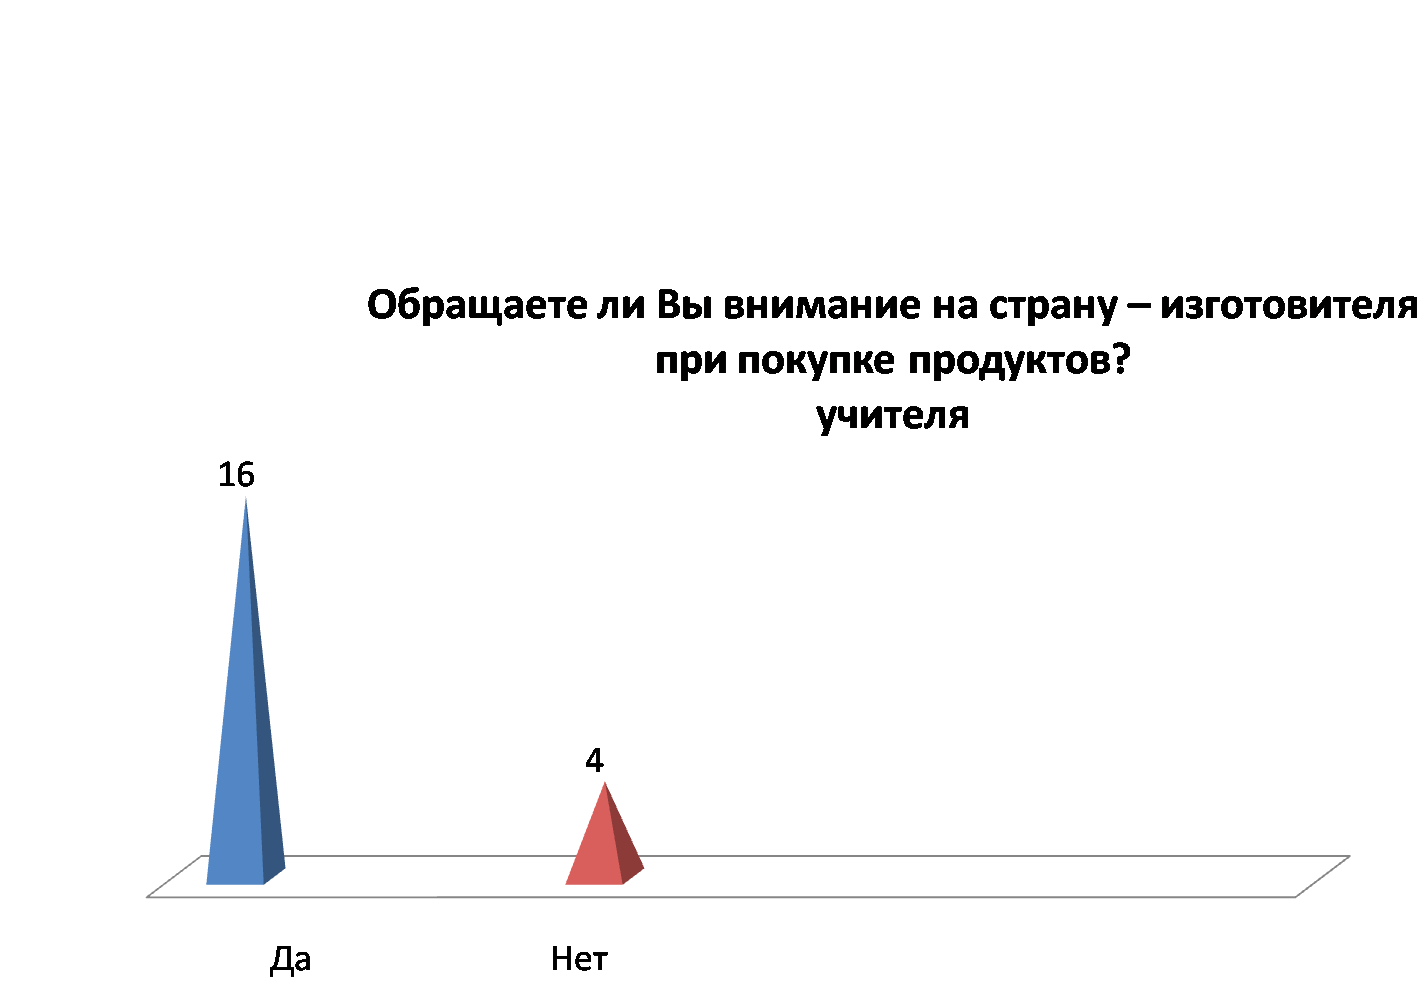 Обращаете ли Вы внимание на страну – изготовителя
при покупке продуктов?
учителя
16
4
Да
Нет